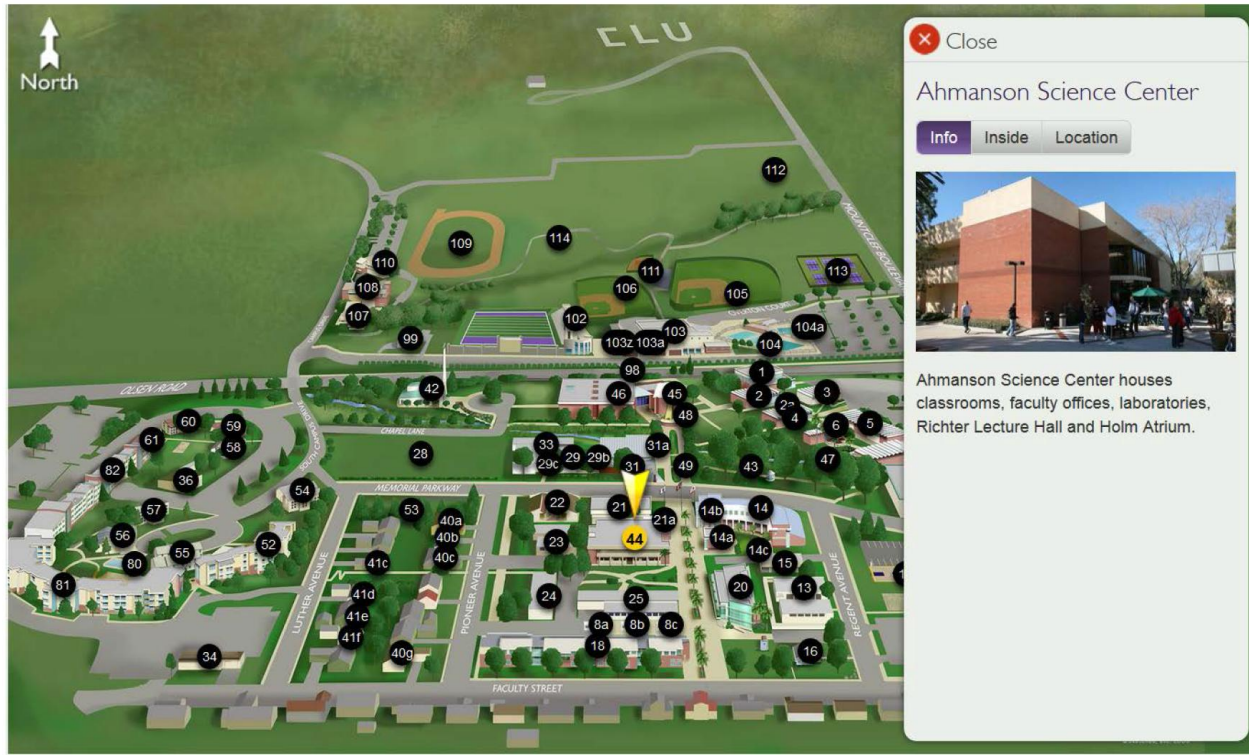 CLU
North
112
MOUNTCLEF BOULEV
109
114
110
111
113
108
106
105
OVERTON COURT
107
102
103
104a
99
103z
103a
104
98
1
OLSEN ROAD
42
46
45
2
3
2a
60
48
4
59
CHAPEL LANE
6
5
61
58
33
31a
28
29
29b
47
82
SOUTH CAMPUS DRIVE
29c
31
49
43
36
54
MEMORIAL PARKWAY
57
53
22
21
14b
14
40a
21a
56
40b
23
44
14a
55
52
40c
14c
80
41c
15
81
41d
20
13
24
25
41e
LUTHER AVENUE
PIONEER AVENUE
8a
8b
8c
REGENT AVENUE
41f
18
34
40g
16
FACULTY STREET
Close
Ahmanson Science Center
Info
Inside
Location
Ahmanson Science Center houses
classrooms, faculty offices, laboratories,
Richter Lecture Hall and Holm Atrium.